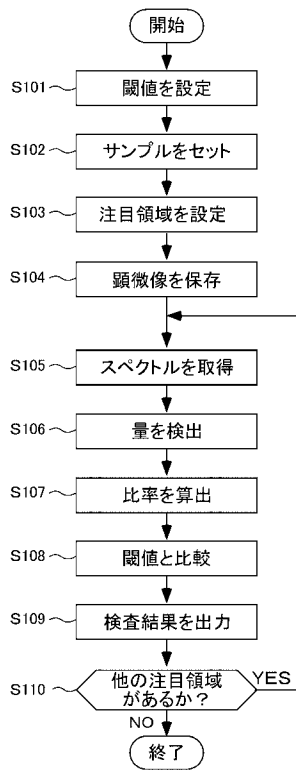 開始
S101 閾値を設定
S102 サンプルをセット
S103 注目領域を設定
S104 顕微像を保存
S105 スペクトルを取得
S106 量を検出
S107 比率を算出
S108 閾値と比較
S109 検査結果を出力
S110 他の注目領域 YES
があるか？
NO
終了